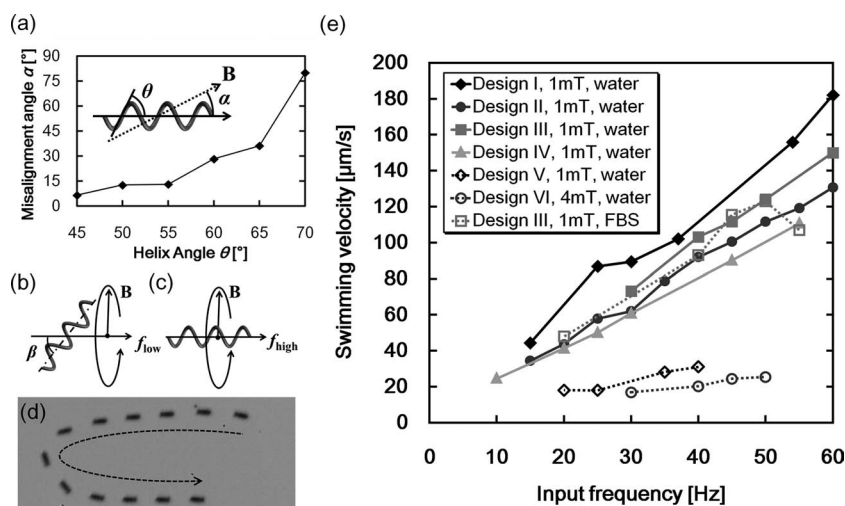 (a)
Misalignment angle α [°]
90
75
60
45
30
15
0
θ
B
α
45 50 55 60 65 70
Helix Angle θ [°]
(b)
B
β
f low
(c)
B
f high
(d)
(e)
Swimming velocity [µm/s]
200
180
160
140
120
100
80
60
40
20
0
Design I, 1mT, water
Design II, 1mT, water
Design III, 1mT, water
Design IV, 1mT, water
Design V, 1mT, water
Design VI, 4mT, water
Design III, 1mT, FBS
0 10 20 30 40 50 60
Input frequency [Hz]